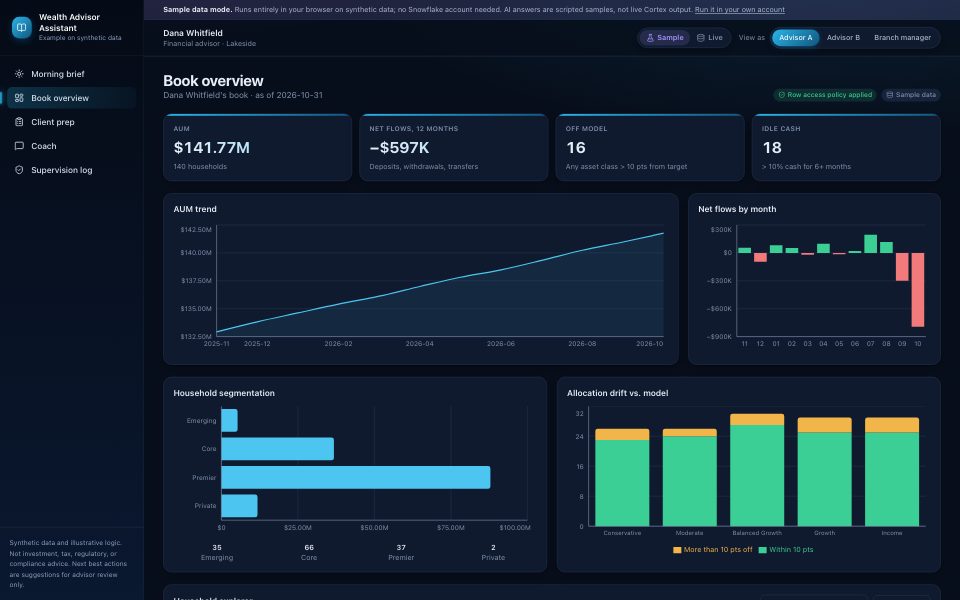 Wealth Advisor
Assistant
Example on synthetic data
Morning brief
Book overview
Client prep
Coach
Supervision log
Synthetic data and illustrative logic.
Not investment, tax, regulatory, or
compliance advice. Next best actions
are suggestions for advisor review
only.
Sample data mode. Runs entirely in your browser on synthetic data; no Snowflake account needed. AI answers are scripted samples, not live Cortex output. Run it in your own account
Dana Whitfield
Financial advisor · Lakeside
Sample Live View as Advisor A Advisor B Branch manager
Book overview
Dana Whitfield's book · as of 2026-10-31
Row access policy applied Sample data
AUM
$141.77M
140 households
NET FLOWS, 12 MONTHS
−$597K
Deposits, withdrawals, transfers
OFF MODEL
16
Any asset class > 10 pts from target
IDLE CASH
18
> 10% cash for 6+ months
AUM trend
$142.50M
$140.00M
$137.50M
$135.00M
$132.50M
2025-11 2025-12 2026-02 2026-04 2026-06 2026-08 2026-10
Net flows by month
$300K
$0
−$300K
−$600K
−$900K
11 12 01 02 03 04 05 06 07 08 09 10
Household segmentation
Emerging
Core
Premier
Private
$0 $25.00M $50.00M $75.00M $100.00M
35 66 37 2
Emerging Core Premier Private
Allocation drift vs. model
32
24
16
8
0
Conservative Moderate Balanced Growth Growth Income
More than 10 pts off Within 10 pts